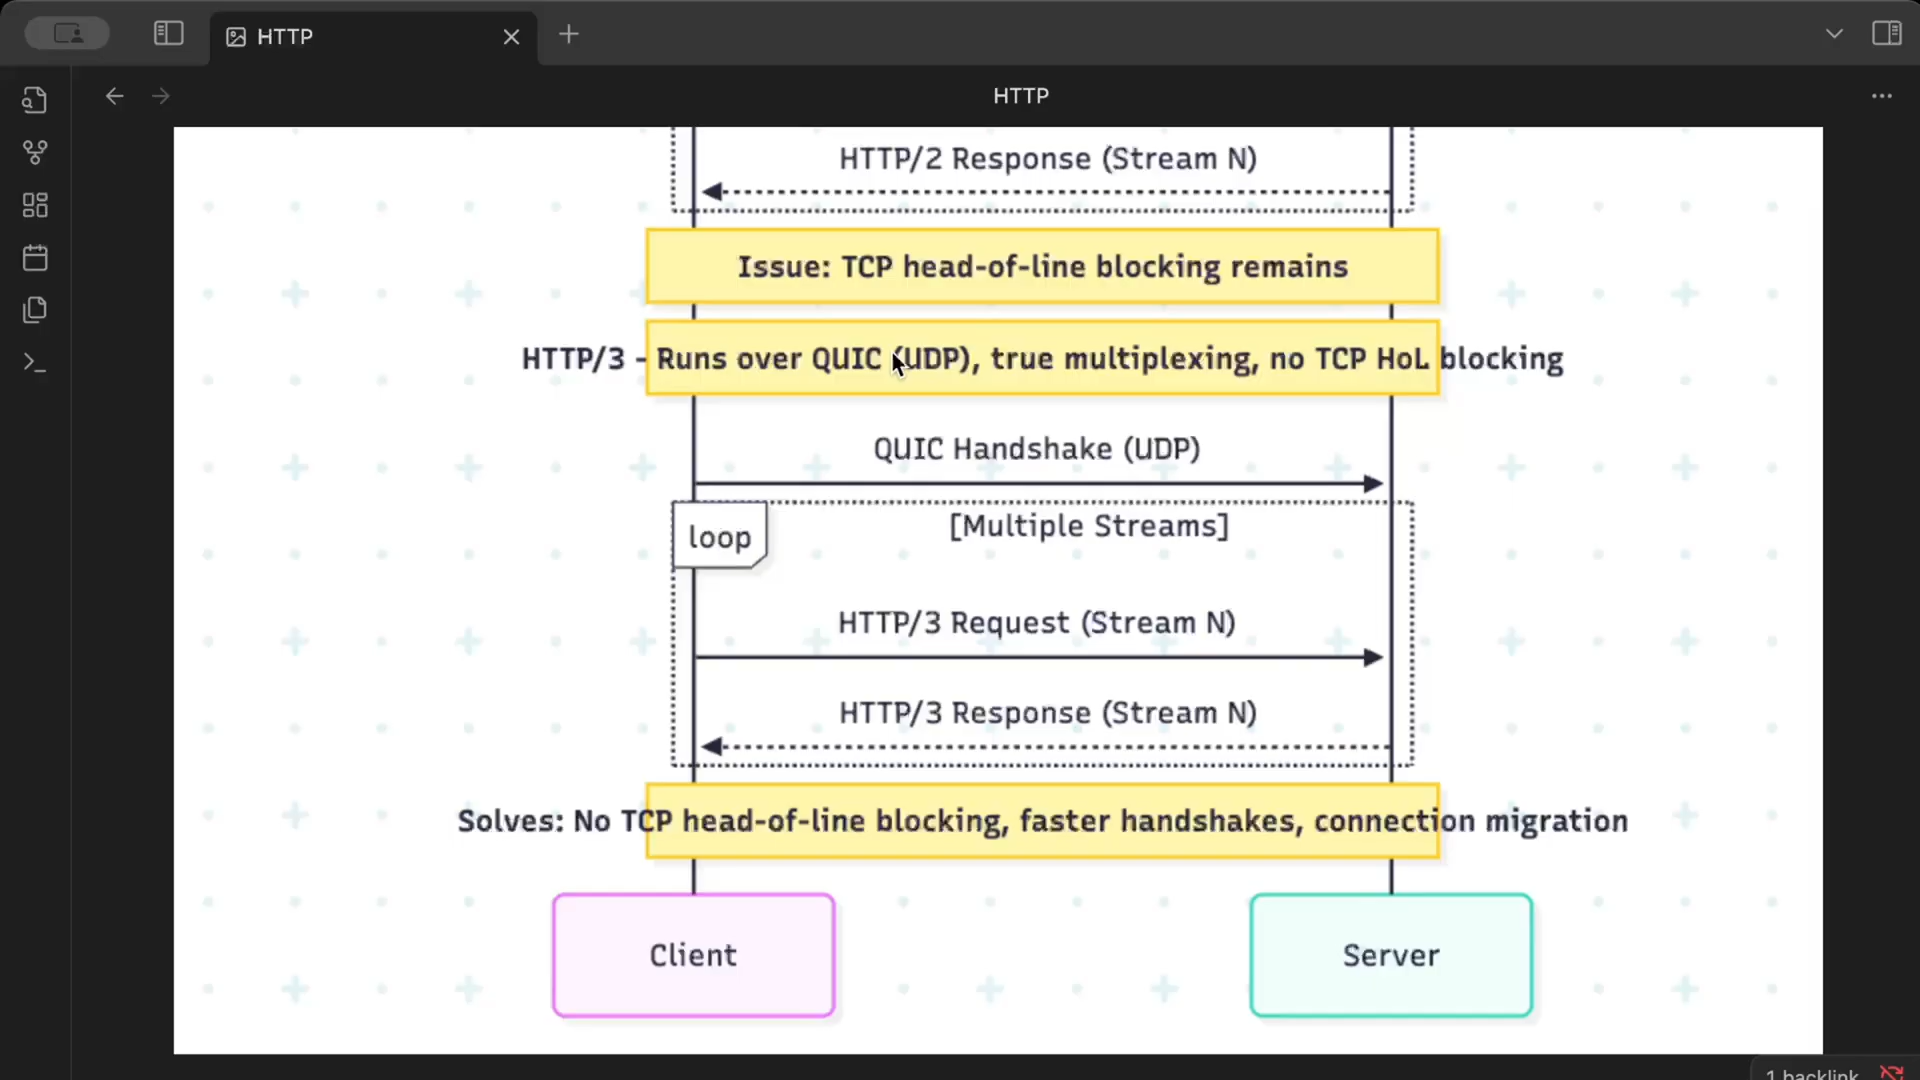 HTTP
HTTP
HTTP/2 Response (Stream N)
Issue: TCP head-of-line blocking remains
HTTP/3 - Runs over QUIC (UDP), true multiplexing, no TCP HoL blocking
QUIC Handshake (UDP)
loop
[Multiple Streams]
HTTP/3 Request (Stream N)
HTTP/3 Response (Stream N)
Solves: No TCP head-of-line blocking, faster handshakes, connection migration
Client
Server
1 backlink